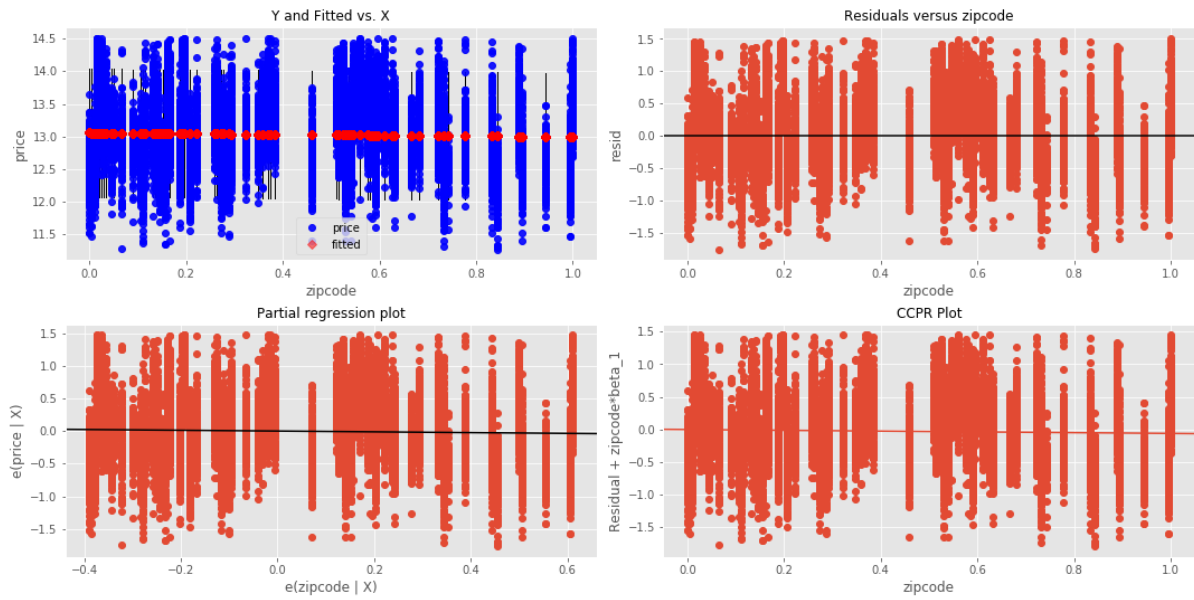 Y and Fitted vs. X
14.5
14.0
13.5
13.0
12.5
12.0
11.5
price
price
fitted
0.0 0.2 0.4 0.6 0.8 1.0
zipcode
Residuals versus zipcode
1.5
1.0
0.5
0.0
−0.5
−1.0
−1.5
resid
0.0 0.2 0.4 0.6 0.8 1.0
zipcode
Partial regression plot
1.5
1.0
0.5
0.0
−0.5
−1.0
−1.5
e(price | X)
−0.4 −0.2 0.0 0.2 0.4 0.6
e(zipcode | X)
CCPR Plot
1.5
1.0
0.5
0.0
−0.5
−1.0
−1.5
Residual + zipcode*beta_1
0.0 0.2 0.4 0.6 0.8 1.0
zipcode